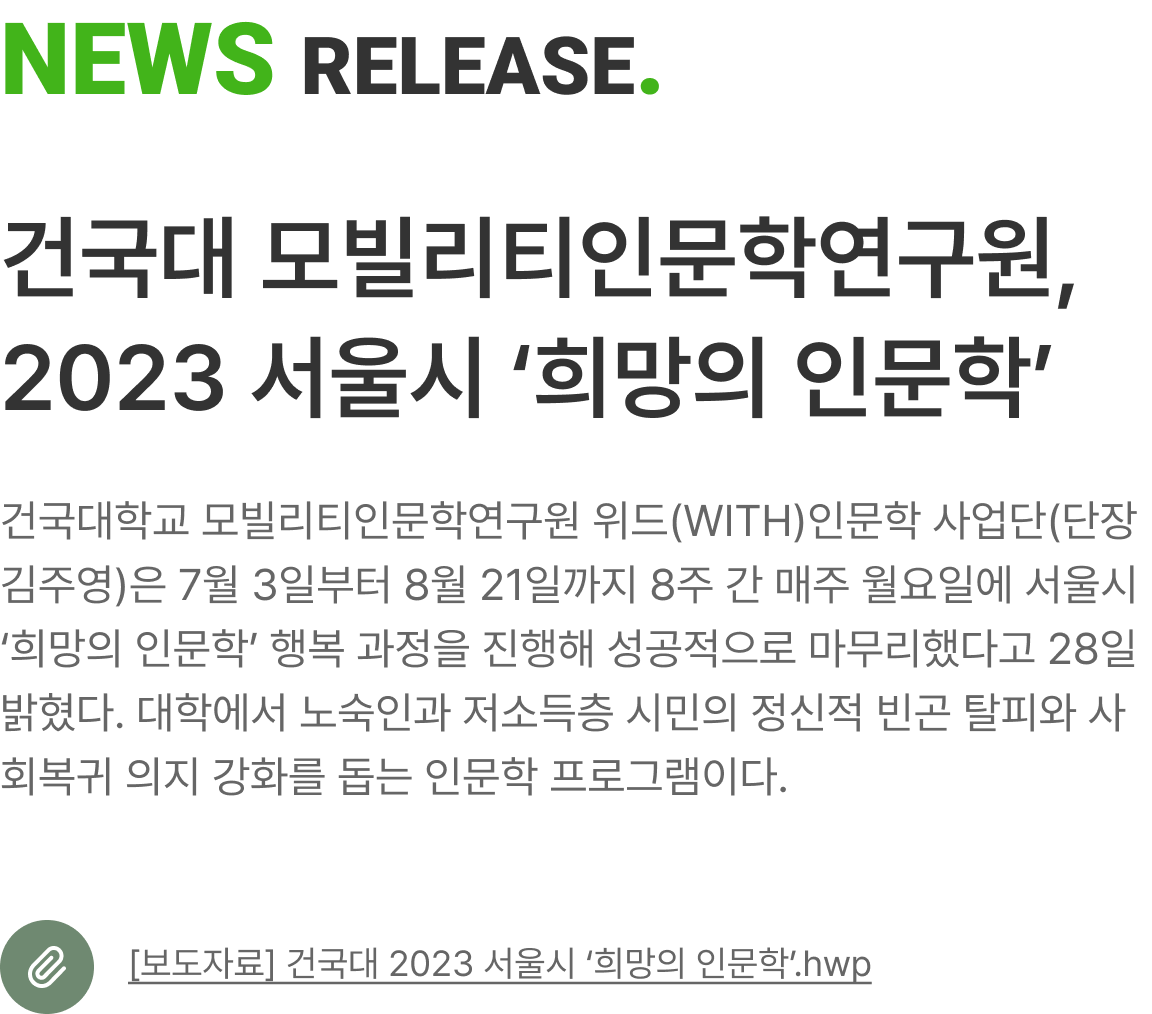 NEWS RELEASE.
건국대 모빌리티인문학연구원,
2023 서울시 ‘희망의 인문학’
건국대학교 모빌리티인문학연구원 위드(WITH)인문학 사업단(단장
김주영)은 7월 3일부터 8월 21일까지 8주 간 매주 월요일에 서울시
‘희망의 인문학’ 행복 과정을 진행해 성공적으로 마무리했다고 28일
밝혔다. 대학에서 노숙인과 저소득층 시민의 정신적 빈곤 탈피와 사
회복귀 의지 강화를 돕는 인문학 프로그램이다.
[보도자료] 건국대 2023 서울시 ‘희망의 인문학’.hwp